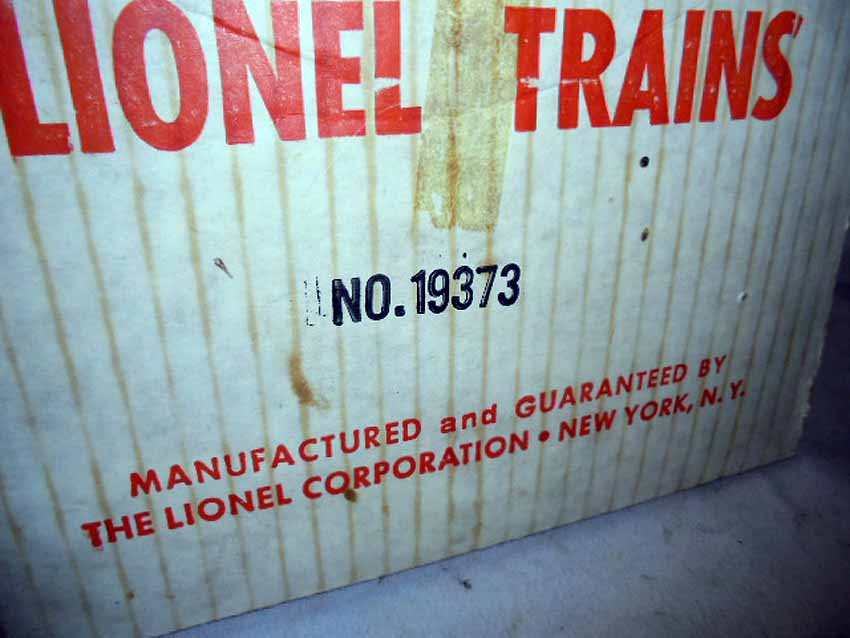 LIONEL TRAINS
NO. 19373
MANUFACTURED and GUARANTEED BY
THE LIONEL CORPORATION • NEW YORK, N. Y.